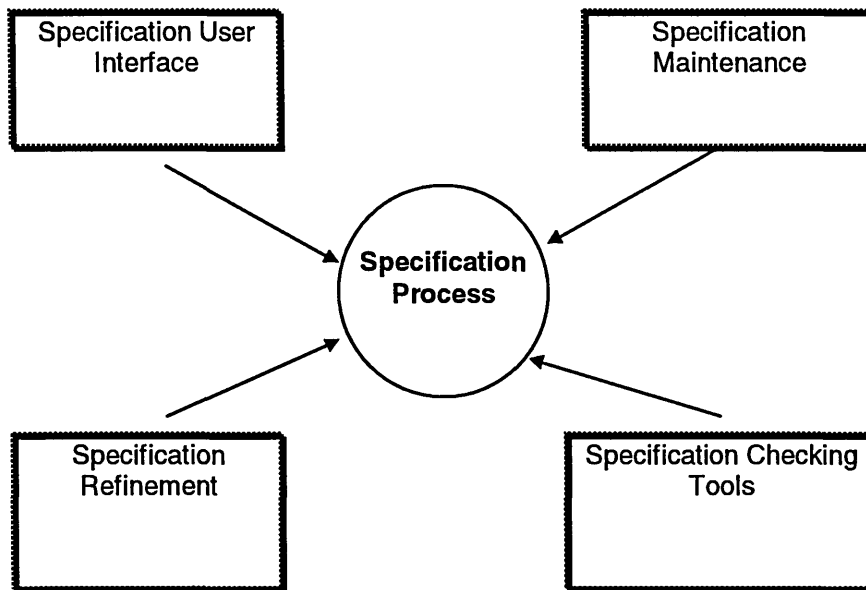 Specification User
Interface
Specification
Maintenance
Specification
Process
Specification
Refinement
Specification Checking
Tools